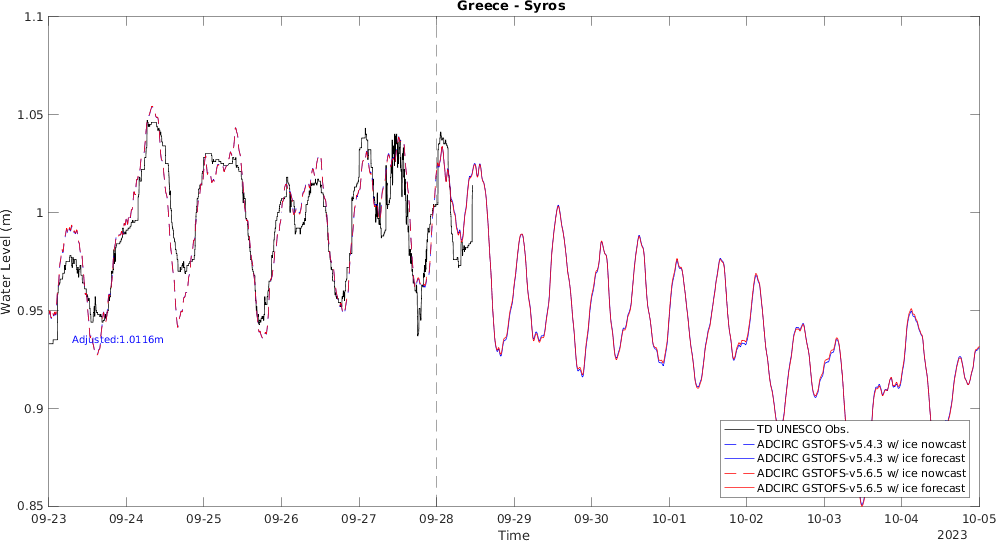 Greece - Syros
1.1
1.05
1
0.95
0.9
0.85
Water Level (m)
Adjusted:1.0116m
TD UNESCO Obs.
ADCIRC GSTOFS-v5.4.3 w/ ice nowcast
ADCIRC GSTOFS-v5.4.3 w/ ice forecast
ADCIRC GSTOFS-v5.6.5 w/ ice nowcast
ADCIRC GSTOFS-v5.6.5 w/ ice forecast
09-23 09-24 09-25 09-26 09-27 09-28 09-29 09-30 10-01 10-02 10-03 10-04 10-05
Time
2023